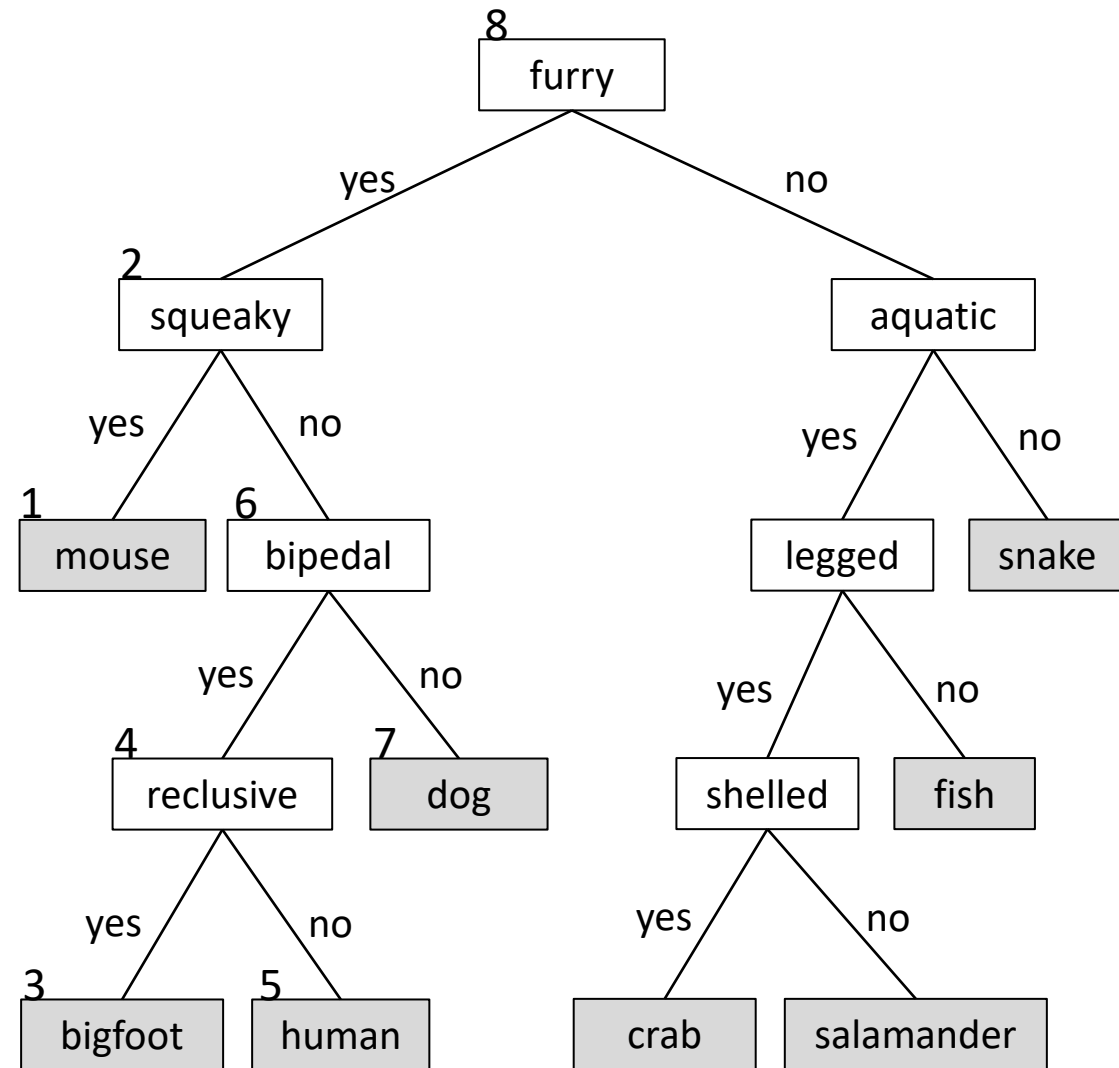 8
furry
yes no
2
squeaky aquatic
yes no yes no
1 6
mouse bipedal legged snake
yes no yes no
4 7
reclusive dog shelled fish
yes no yes no
3 5
bigfoot human crab salamander